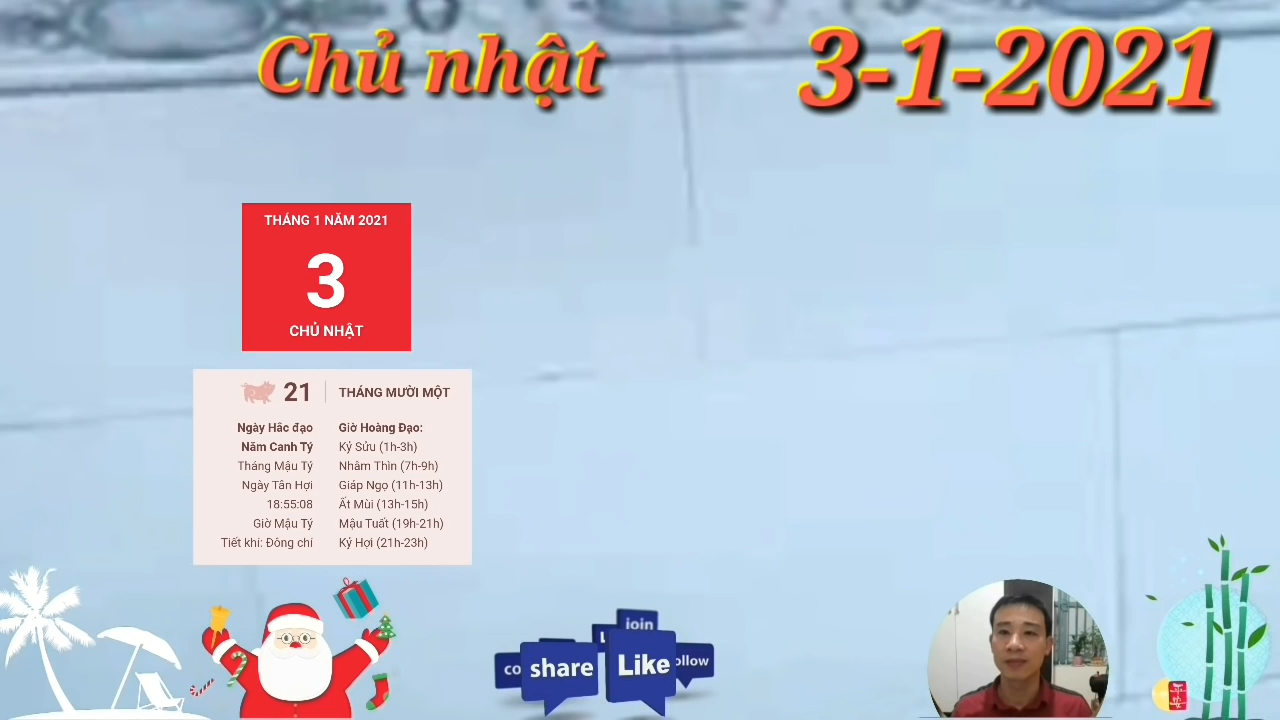 Chủ nhật 3-1-2021
THÁNG 1 NĂM 2021
3
CHỦ NHẬT
21 THÁNG MƯỜI MỘT
Ngày Hắc đạo Giờ Hoàng Đạo:
Năm Canh Tý Kỷ Sửu (1h-3h)
Tháng Mậu Tý Nhâm Thìn (7h-9h)
Ngày Tân Hợi Giáp Ngọ (11h-13h)
18:55:08 Ất Mùi (13h-15h)
Giờ Mậu Tý Mậu Tuất (19h-21h)
Tiết khí: Đông chí Kỷ Hợi (21h-23h)
join
share Like